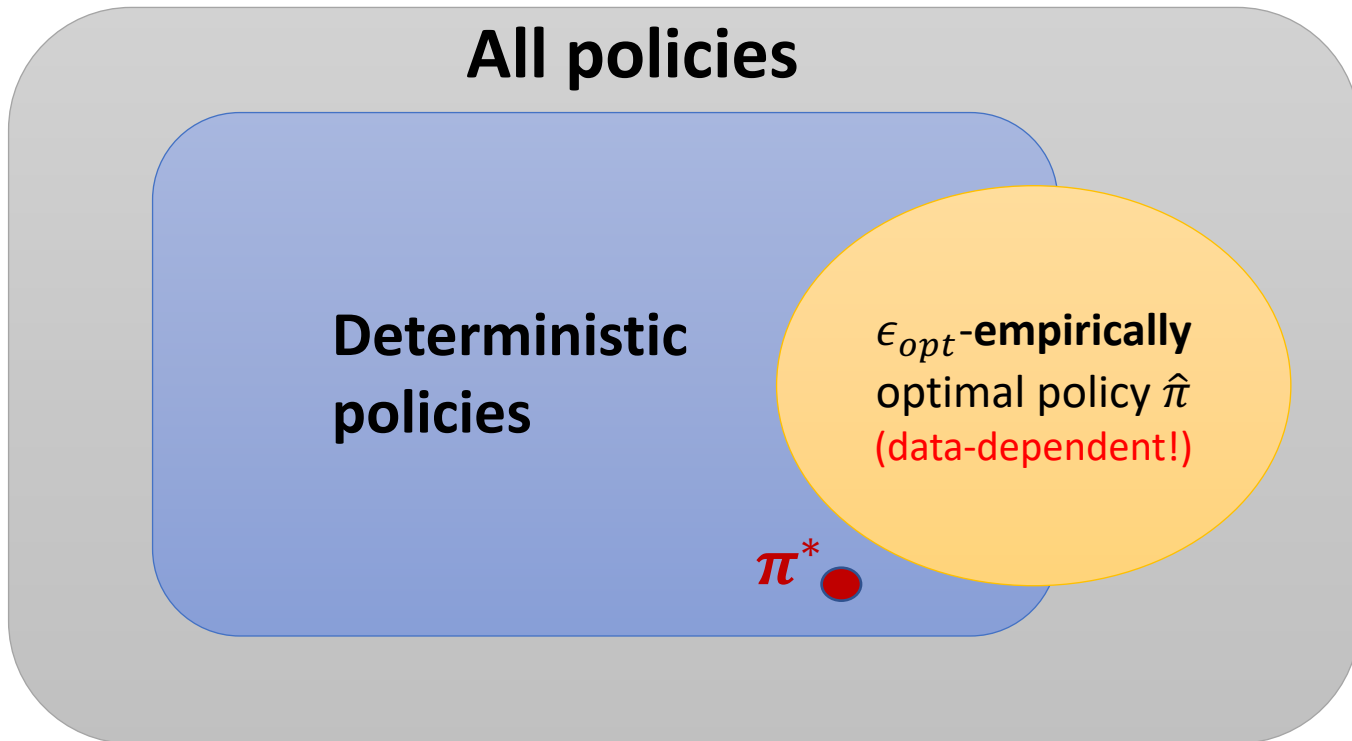 All policies
Deterministic
policies
ϵ_opt-empirically
optimal policy π̂
(data-dependent!)
π*